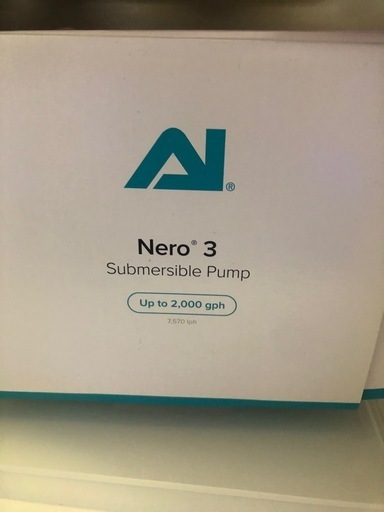 AI®
Nero® 3
Submersible Pump
Up to 2,000 gph
7,570 lph